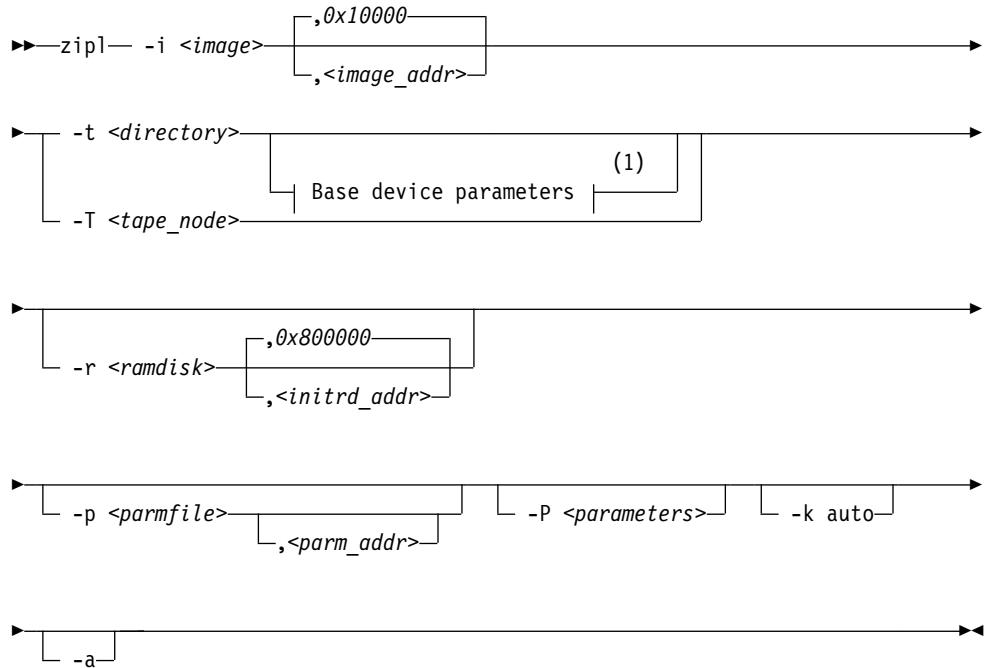 ,0x10000
zipl -i <image>
,<image_addr>
-t <directory>
(1)
Base device parameters
-T <tape_node>
,0x800000
-r <ramdisk>
,<initrd_addr>
-p <parmfile> -P <parameters> -k auto
,<parm_addr>
-a